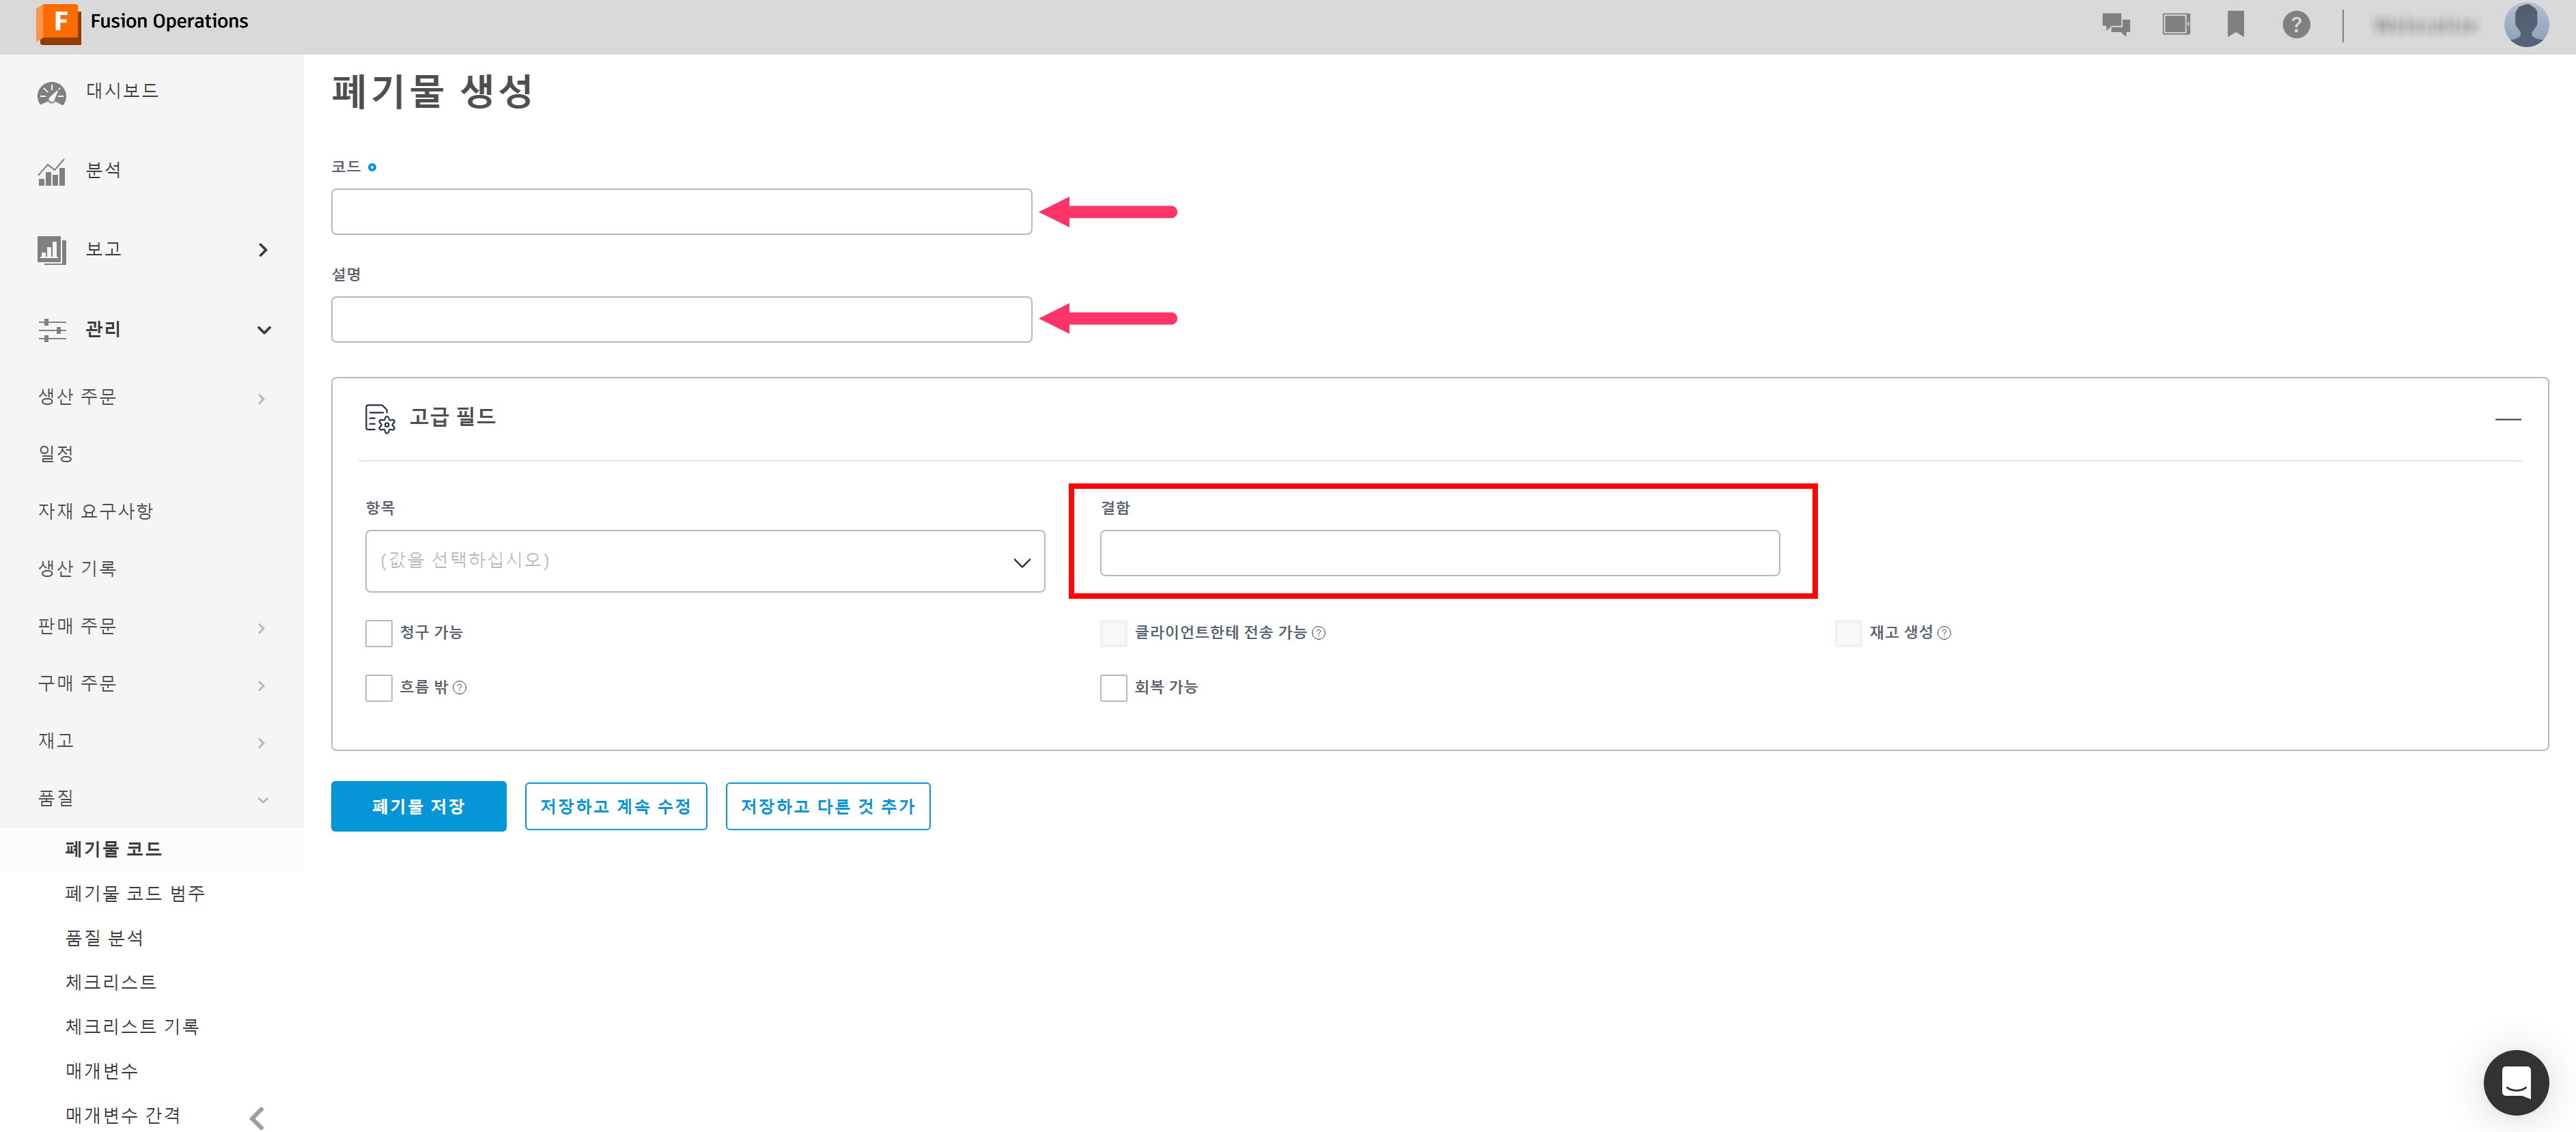 F Fusion Operations
?
대시보드
분석
보고
관리
생산 주문
일정
자재 요구사항
생산 기록
판매 주문
구매 주문
재고
품질
폐기물 코드
폐기물 코드 범주
품질 분석
체크리스트
체크리스트 기록
매개변수
매개변수 간격
폐기물 생성
코드
설명
고급 필드
항목
(값을 선택하십시오)
결함
청구 가능
클라이언트한테 전송 가능 ?
재고 생성 ?
흐름 밖 ?
회복 가능
폐기물 저장
저장하고 계속 수정
저장하고 다른 것 추가